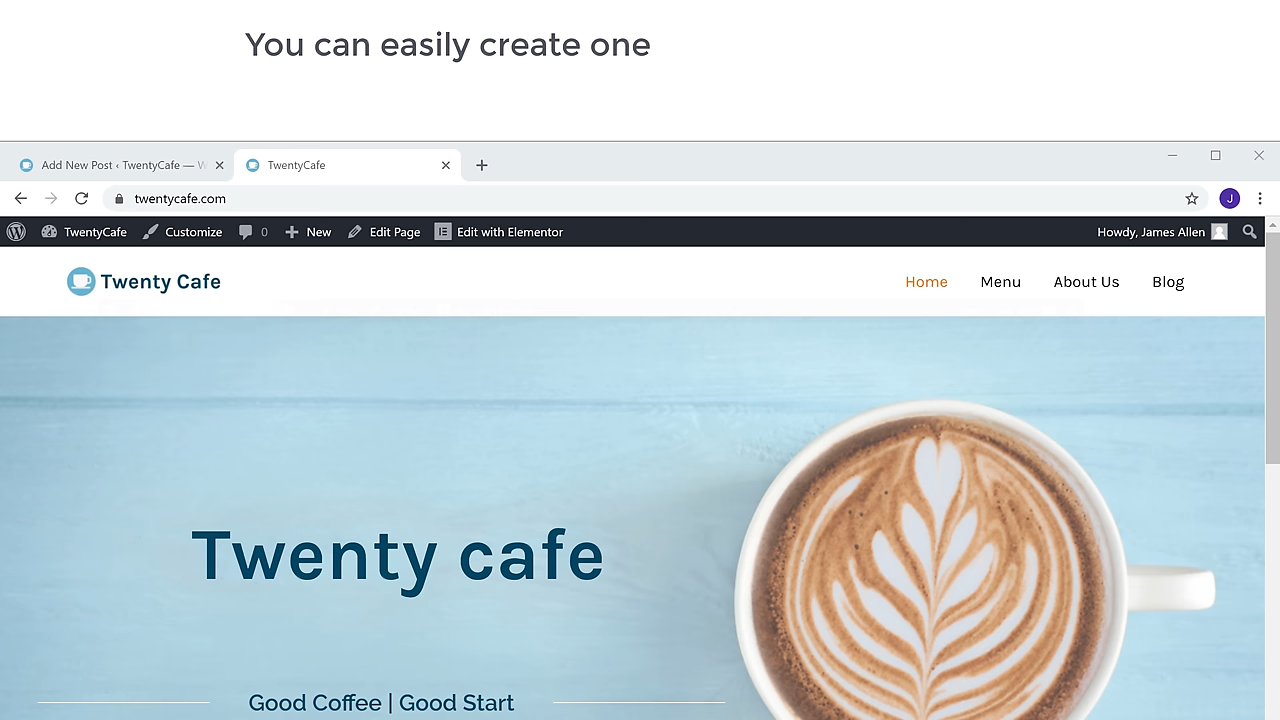 You can easily create one
Add New Post ‹ TwentyCafe —
TwentyCafe
twentycafe.com
J
TwentyCafe Customize 0 New Edit Page Edit with Elementor Howdy, James Allen
Twenty Cafe
Home Menu About Us Blog
Twenty cafe
Good Coffee | Good Start